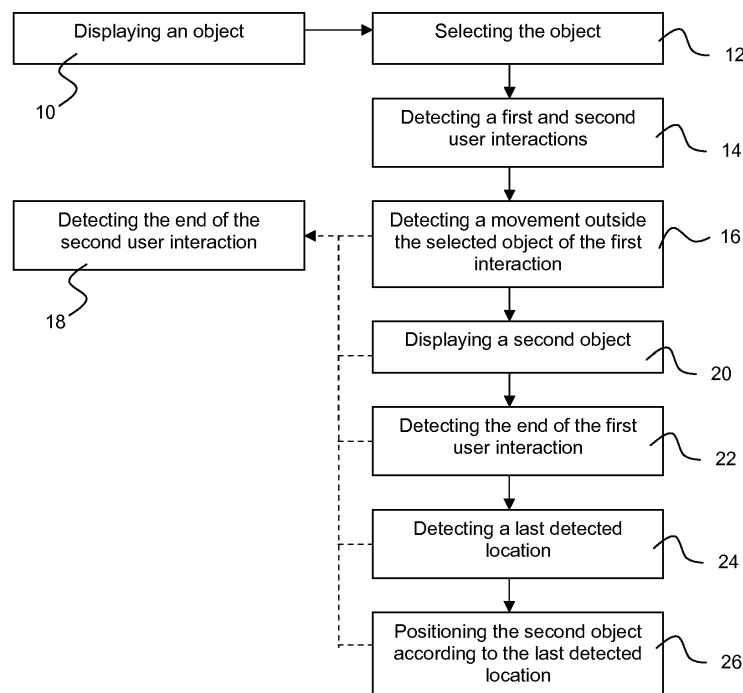 Displaying an object
10
Selecting the object
12
Detecting a first and second
user interactions
14
Detecting a movement outside
the selected object of the first
interaction
16
Detecting the end of the
second user interaction
18
Displaying a second object
20
Detecting the end of the first
user interaction
22
Detecting a last detected
location
24
Positioning the second object
according to the last detected
location
26